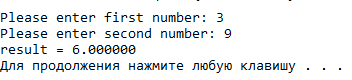 Please enter first number: 3
Please enter second number: 9
result = 6.000000
Для продолжения нажмите любую клавишу . . .